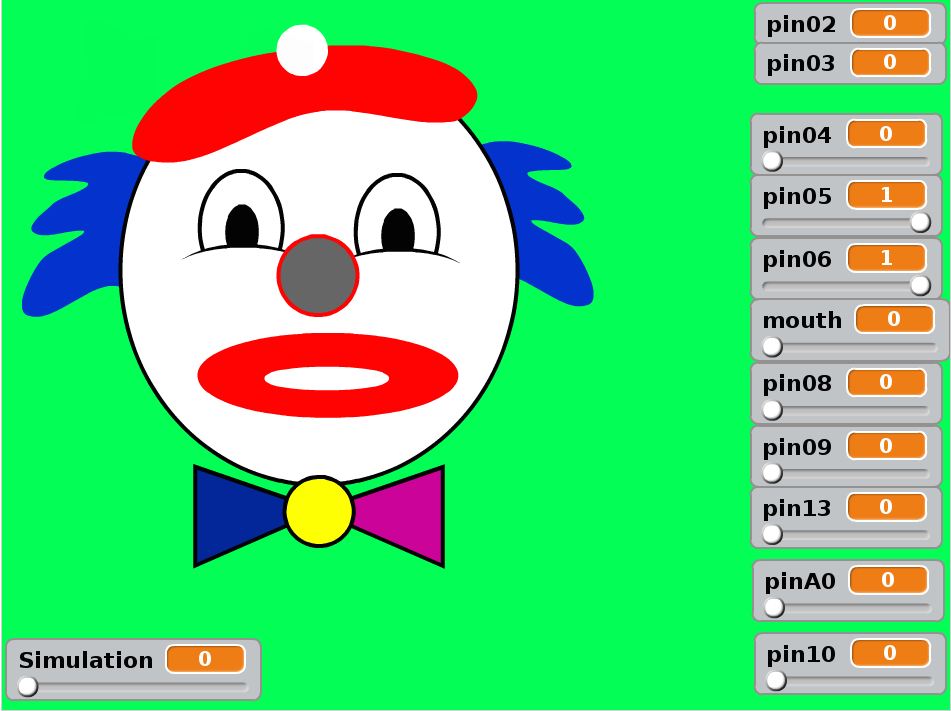 pin02 0
pin03 0
pin04 0
pin05 1
pin06 1
mouth 0
pin08 0
pin09 0
pin13 0
pinA0 0
pin10 0
Simulation 0